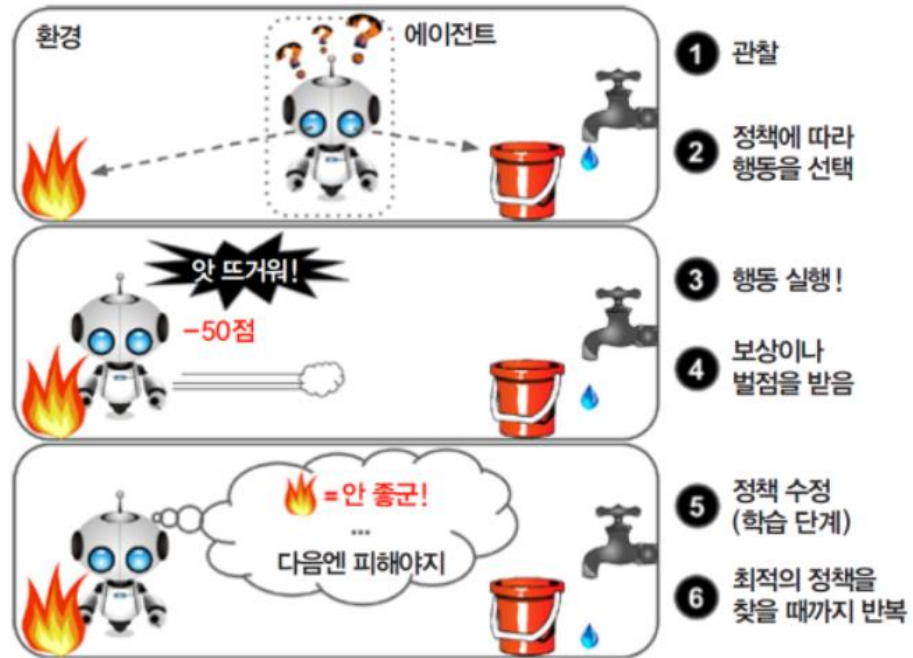 환경
에이전트
? ? ?
1 관찰
2 정책에 따라
행동을 선택
앗 뜨거워!
-50점
3 행동 실행!
4 보상이나
벌점을 받음
=안 좋군!
...
다음엔 피해야지
5 정책 수정
(학습 단계)
6 최적의 정책을
찾을 때까지 반복